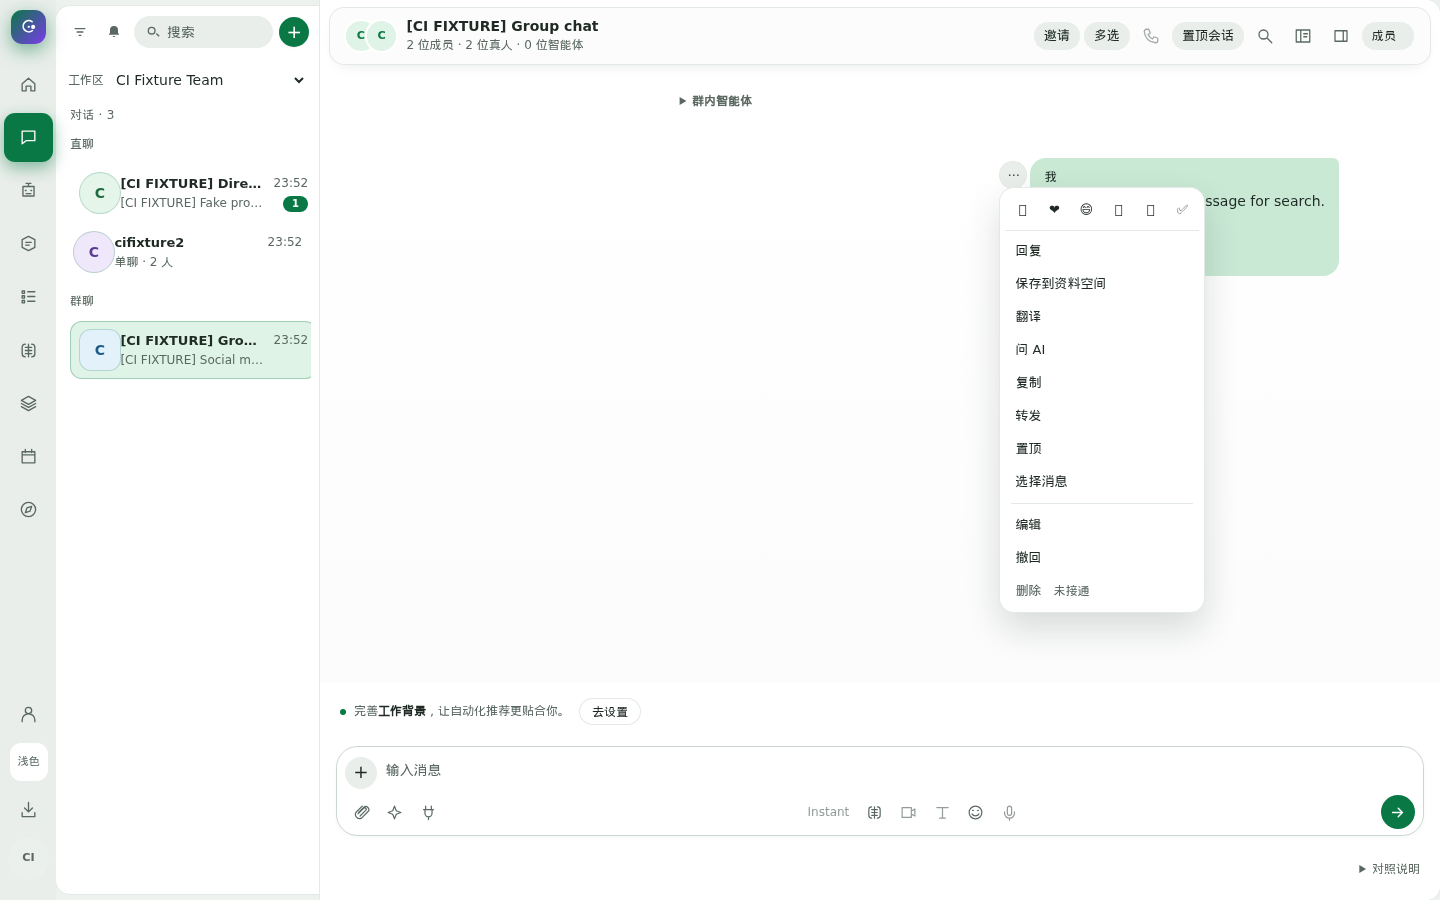 搜索
工作区 CI Fixture Team
对话 · 3
直聊
C [CI FIXTURE] Dire... 23:52
[CI FIXTURE] Fake pro... 1
C cifixture2 23:52
单聊 · 2 人
群聊
C [CI FIXTURE] Gro... 23:52
[CI FIXTURE] Social m...
浅色
CI
C C [CI FIXTURE] Group chat
2 位成员 · 2 位真人 · 0 位智能体
邀请 多选 置顶会话 成员
▶ 群内智能体
我
ssage for search.
回复
保存到资料空间
翻译
问 AI
复制
转发
置顶
选择消息
编辑
撤回
删除 未接通
完善工作背景，让自动化推荐更贴合你。 去设置
输入消息
Instant
▶ 对照说明